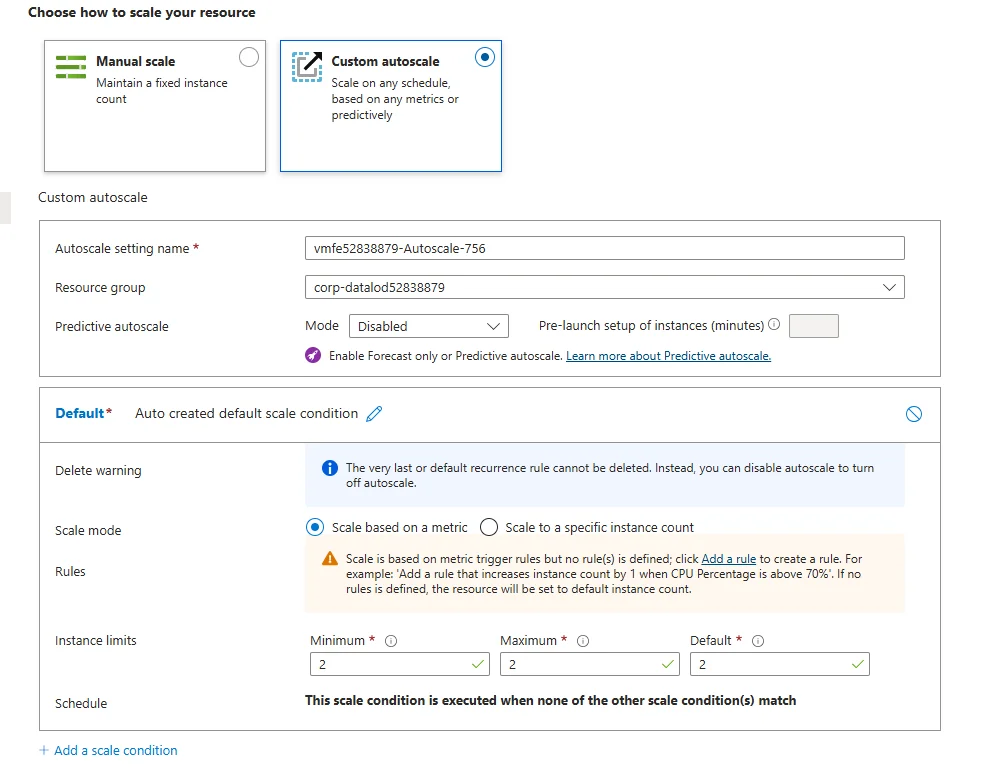 Choose how to scale your resource
Manual scale
Maintain a fixed instance
count
Custom autoscale
Scale on any schedule,
based on any metrics or
predictively
Custom autoscale
Autoscale setting name *
vmfe52838879-Autoscale-756
Resource group
corp-datalod52838879
Predictive autoscale
Mode
Disabled
Pre-launch setup of instances (minutes)
Enable Forecast only or Predictive autoscale. Learn more about Predictive autoscale.
Default*
Auto created default scale condition
Delete warning
The very last or default recurrence rule cannot be deleted. Instead, you can disable autoscale to turn
off autoscale.
Scale mode
Scale based on a metric
Scale to a specific instance count
Rules
Scale is based on metric trigger rules but no rule(s) is defined; click Add a rule to create a rule. For
example: 'Add a rule that increases instance count by 1 when CPU Percentage is above 70%'. If no
rules is defined, the resource will be set to default instance count.
Instance limits
Minimum *
Maximum *
Default *
2
2
2
Schedule
This scale condition is executed when none of the other scale condition(s) match
+ Add a scale condition